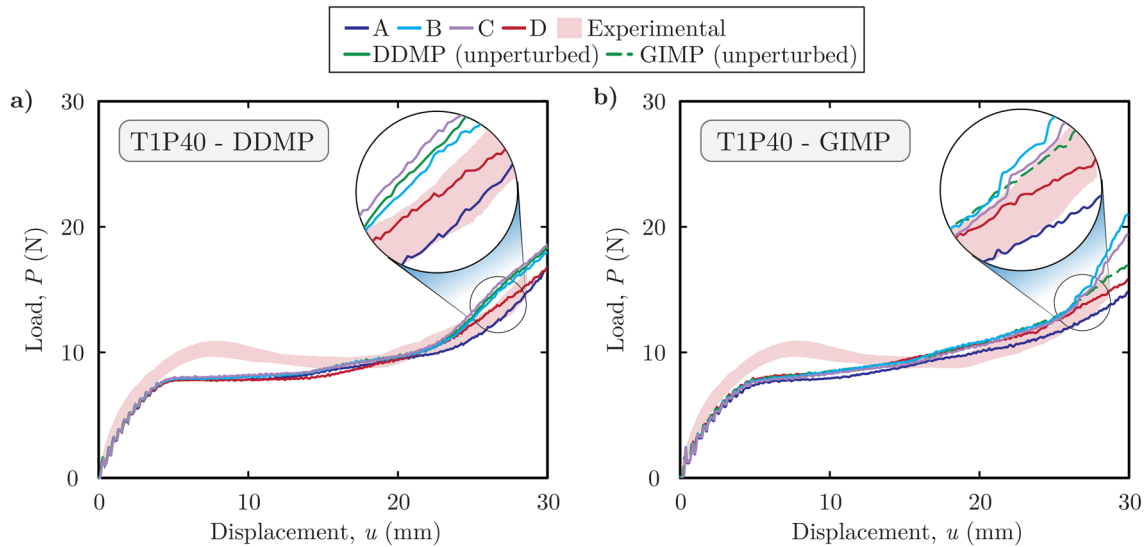 A B C D Experimental
DDMP (unperturbed) GIMP (unperturbed)
a)
T1P40 - DDMP
30
20
10
0
Load, P (N)
0 10 20 30
Displacement, u (mm)
b)
T1P40 - GIMP
30
20
10
0
Load, P (N)
0 10 20 30
Displacement, u (mm)